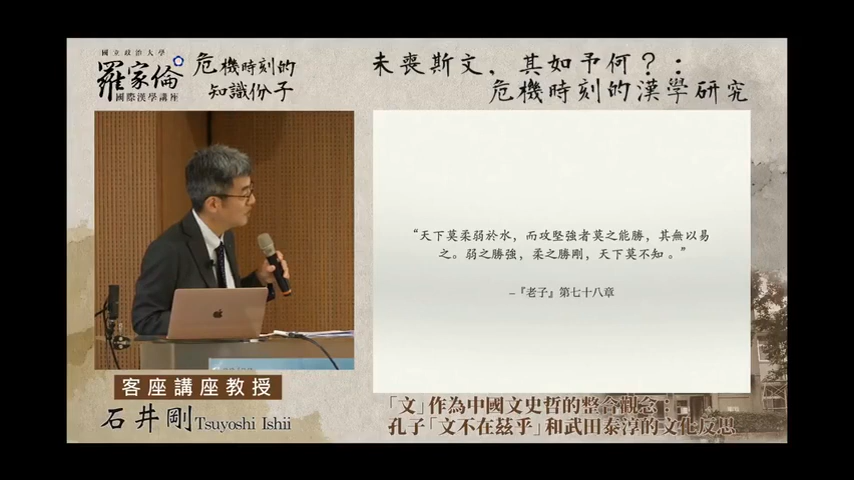 國立政治大學
羅家倫
國際漢學講座
危機時刻的
知識份子
未喪斯文，其如予何？：
危機時刻的漢學研究
“天下莫柔弱於水，而攻堅強者莫之能勝，其無以易
之。弱之勝強，柔之勝剛，天下莫不知。”
–『老子』第七十八章
客座講座教授
石井剛 Tsuyoshi Ishii
「文」作為中國文史哲的整合觀念：
孔子「文不在茲乎」和武田泰淳的文化反思